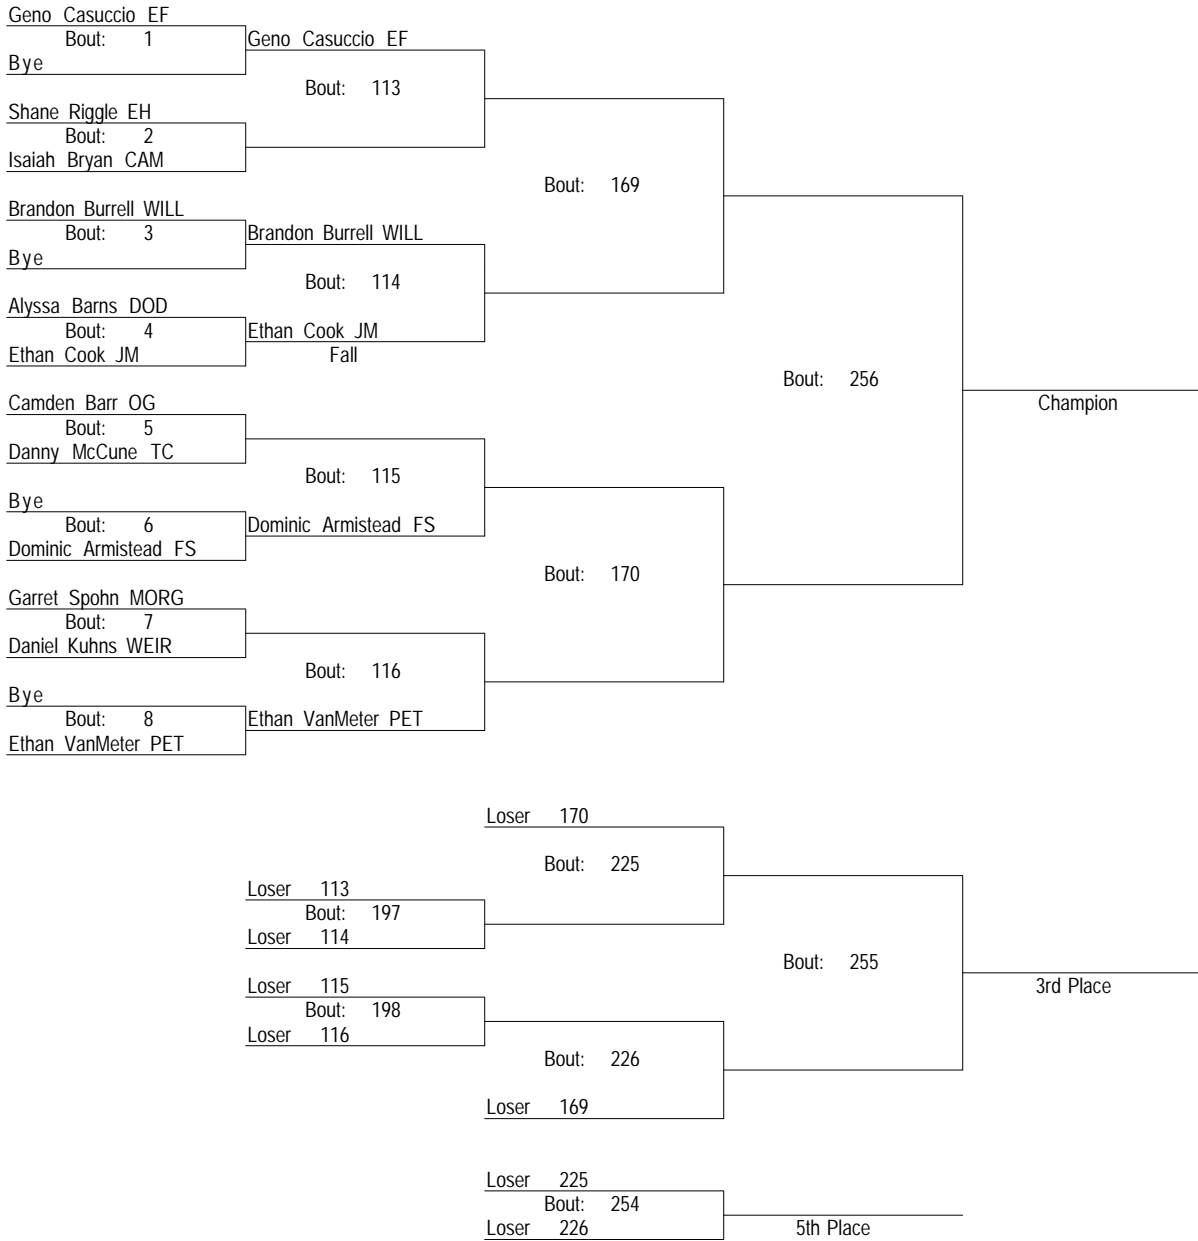 Geno Casuccio EF
Bout: 1
Geno Casuccio EF
Bye
Bout: 113
Shane Riggle EH
Bout: 2
Isaiah Bryan CAM
Bout: 169
Brandon Burrell WILL
Bout: 3
Brandon Burrell WILL
Bye
Bout: 114
Alyssa Barns DOD
Bout: 4
Ethan Cook JM
Ethan Cook JM
Fall
Bout: 256
Champion
Camden Barr OG
Bout: 5
Danny McCune TC
Bout: 115
Bye
Bout: 6
Dominic Armistead FS
Dominic Armistead FS
Bout: 170
Garret Spohn MORG
Bout: 7
Daniel Kuhns WEIR
Bout: 116
Bye
Bout: 8
Ethan VanMeter PET
Ethan VanMeter PET
Loser 170
Bout: 225
Loser 113
Bout: 197
Loser 114
Bout: 255
3rd Place
Loser 115
Bout: 198
Loser 116
Bout: 226
Loser 169
Loser 225
Bout: 254
Loser 226
5th Place